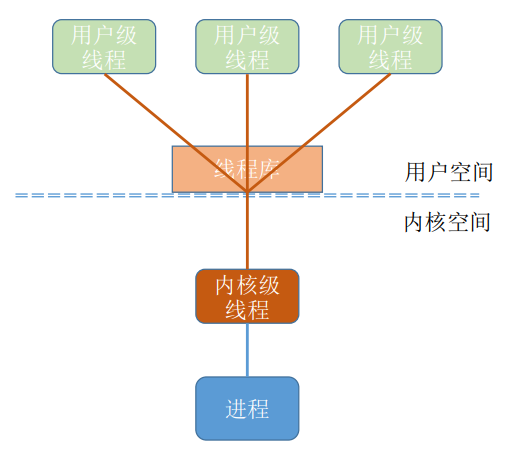 用户级 用户级 用户级
线程 线程 线程
线程库
用户空间
内核空间
内核级
线程
进程